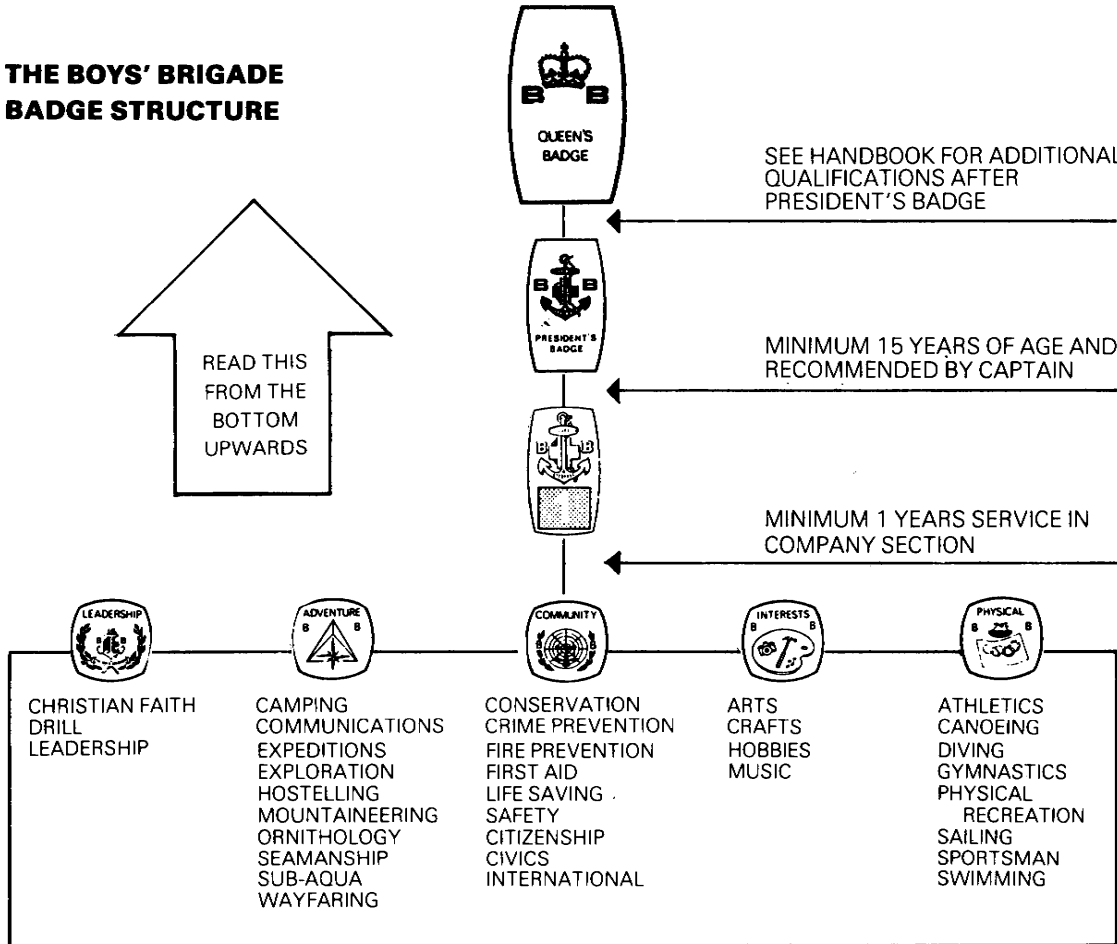 THE BOYS' BRIGADE
BADGE STRUCTURE
B B
QUEEN'S
BADGE
SEE HANDBOOK FOR ADDITIONAL
QUALIFICATIONS AFTER
PRESIDENT'S BADGE
B B
PRESIDENT'S
BADGE
READ THIS
FROM THE
BOTTOM
UPWARDS
MINIMUM 15 YEARS OF AGE AND
RECOMMENDED BY CAPTAIN
B B
1
MINIMUM 1 YEARS SERVICE IN
COMPANY SECTION
LEADERSHIP
B B
CHRISTIAN FAITH
DRILL
LEADERSHIP
ADVENTURE
B B
CAMPING
COMMUNICATIONS
EXPEDITIONS
EXPLORATION
HOSTELLING
MOUNTAINEERING
ORNITHOLOGY
SEAMANSHIP
SUB-AQUA
WAYFARING
COMMUNITY
CONSERVATION
CRIME PREVENTION
FIRE PREVENTION
FIRST AID
LIFE SAVING
SAFETY
CITIZENSHIP
CIVICS
INTERNATIONAL
INTERESTS
B B
ARTS
CRAFTS
HOBBIES
MUSIC
PHYSICAL
B B
ATHLETICS
CANOEING
DIVING
GYMNASTICS
PHYSICAL
RECREATION
SAILING
SPORTSMAN
SWIMMING